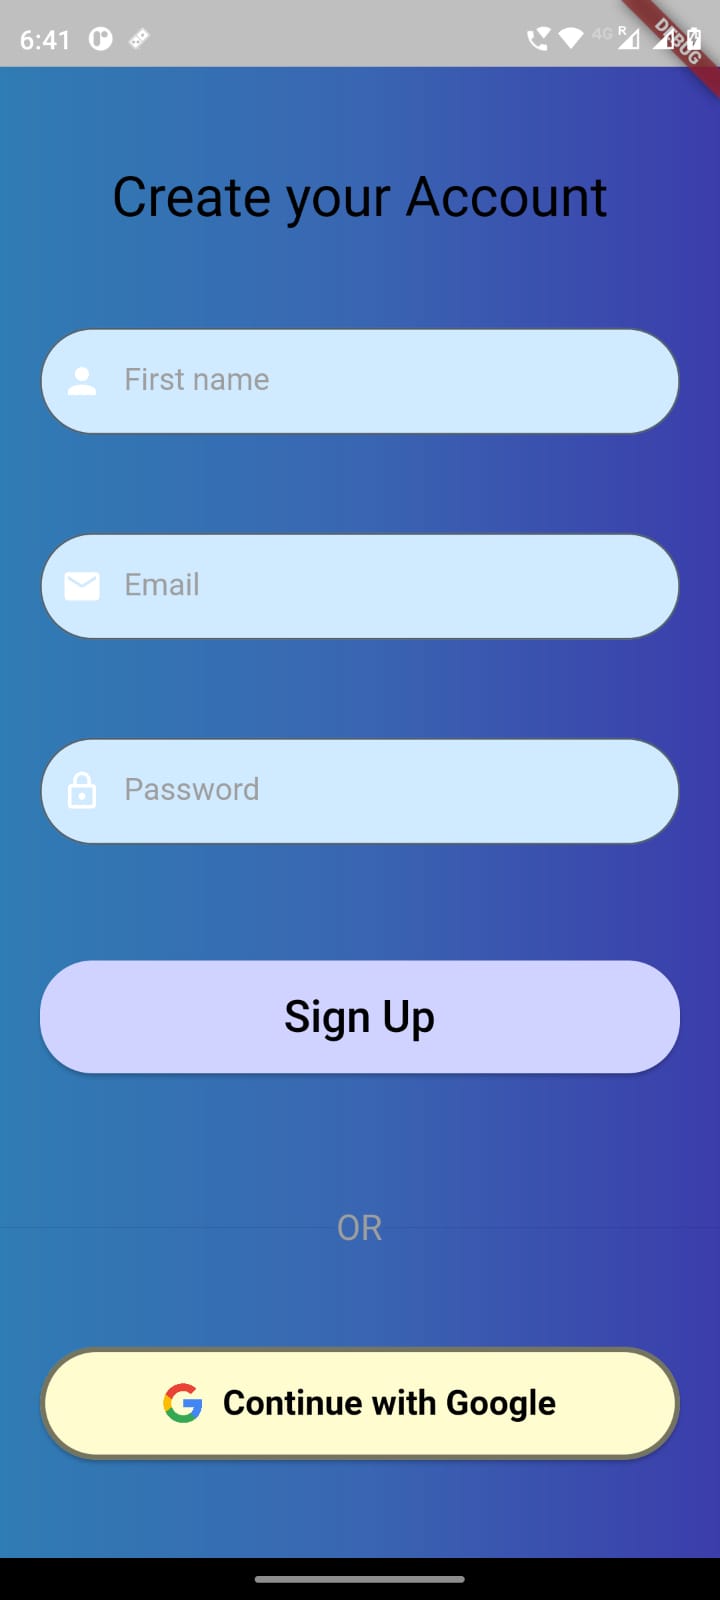 6:41
4G R
DEBUG
Create your Account
First name
Email
Password
Sign Up
OR
Continue with Google